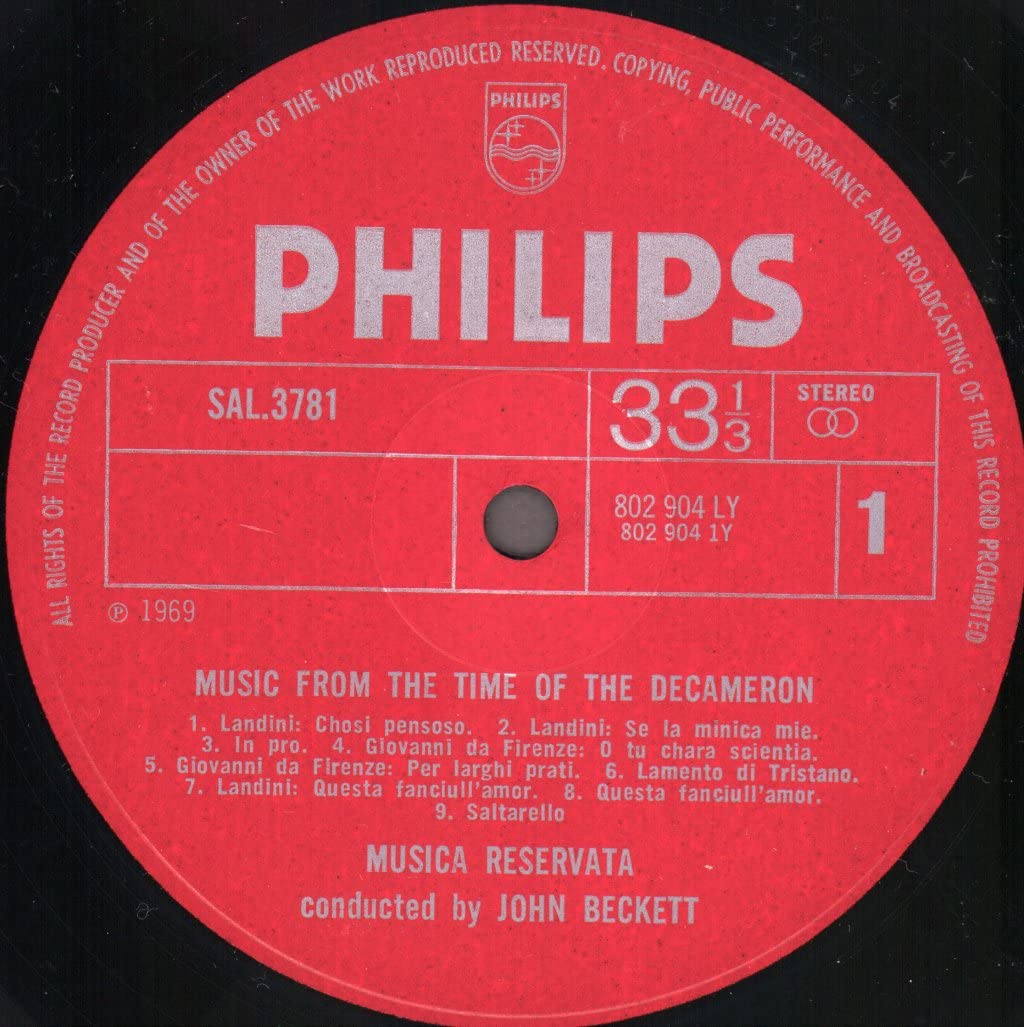 ALL RIGHTS OF THE RECORD PRODUCER AND OF THE OWNER OF THE WORK REPRODUCED RESERVED. COPYING, PUBLIC PERFORMANCE AND BROADCASTING OF THIS RECORD PROHIBITED
PHILIPS
PHILIPS
SAL.3781
33 1/3
STEREO
802 904 LY
802 904 1Y
1
℗ 1969
MUSIC FROM THE TIME OF THE DECAMERON
1. Landini: Chosi pensoso. 2. Landini: Se la minica mie.
3. In pro. 4. Giovanni da Firenze: O tu chara scientia.
5. Giovanni da Firenze: Per larghi prati. 6. Lamento di Tristano.
7. Landini: Questa fanciull'amor. 8. Questa fanciull'amor.
9. Saltarello
MUSICA RESERVATA
conducted by JOHN BECKETT